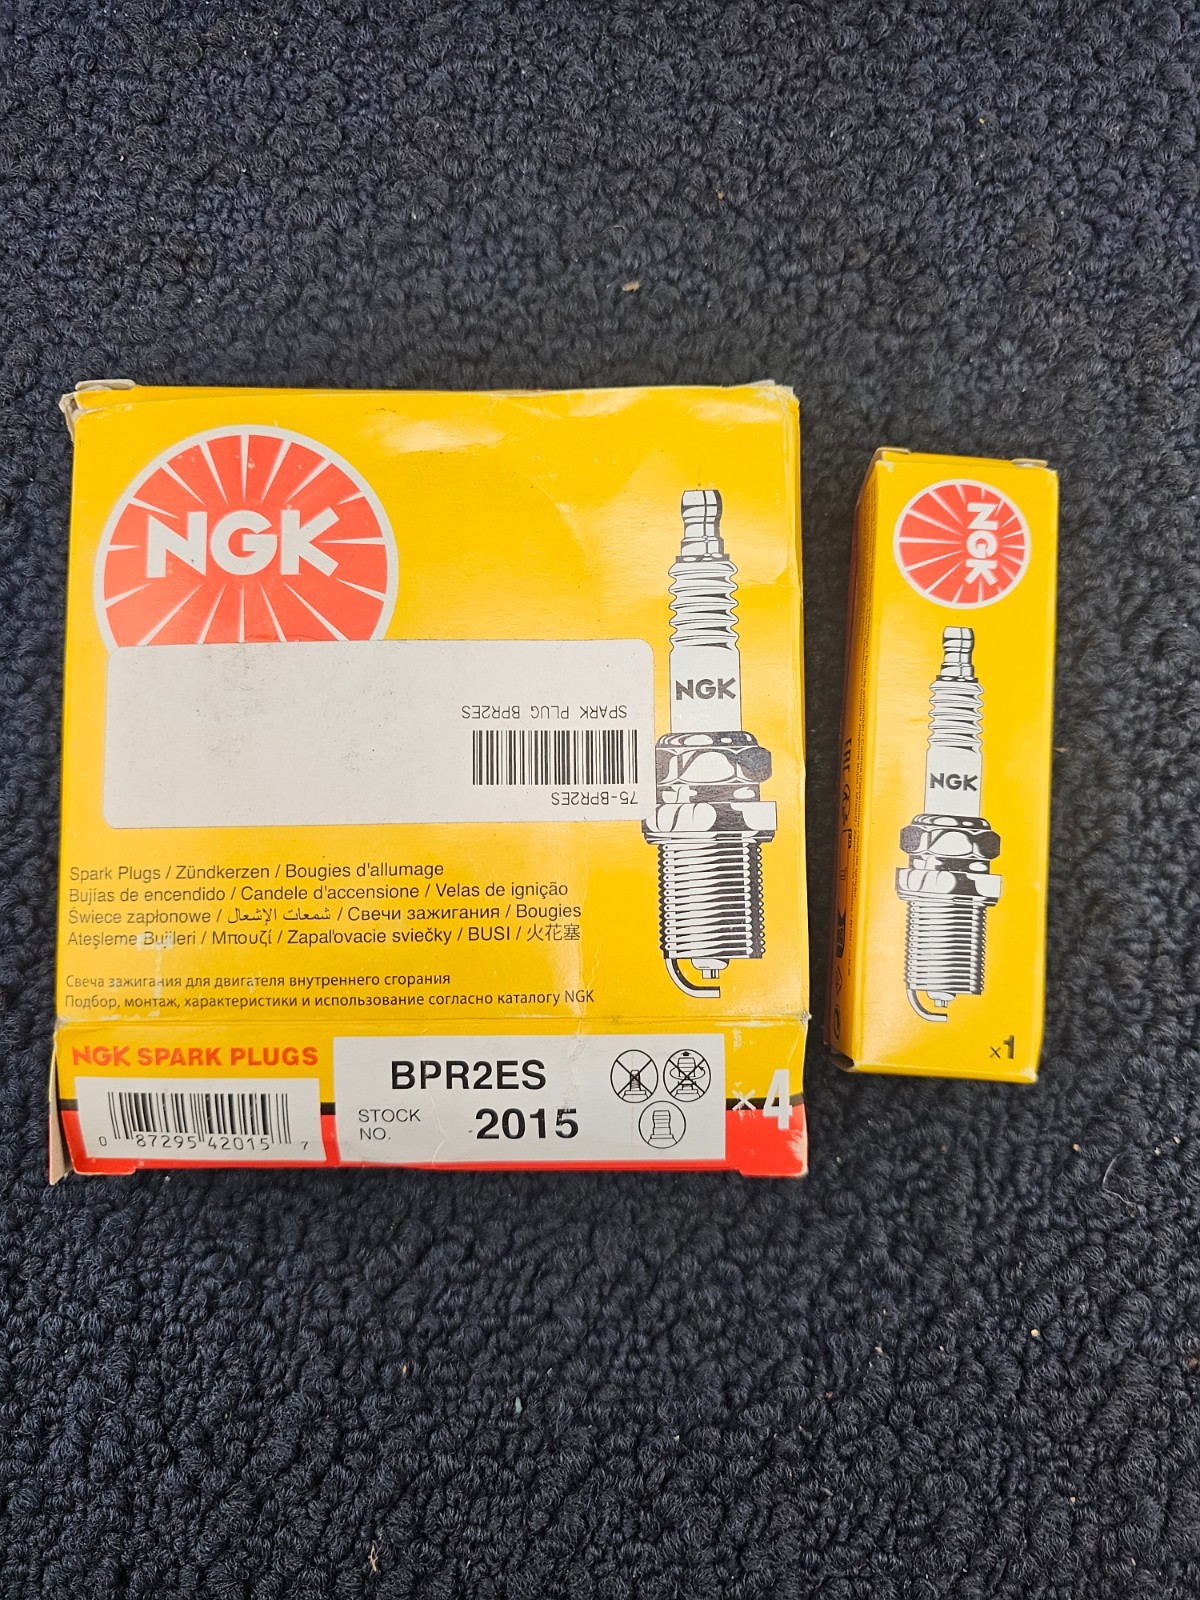 NGK
NGK
SPARK PLUG BPR2ES
75-BPR2ES
Spark Plugs / Zündkerzen / Bougies d'allumage
Bujías de encendido / Candele d'accensione / Velas de ignição
Świece zapłonowe / شمعات الإشعال / Свечи зажигания / Bougies
Ateşleme Bujileri / Μπουζί / Zapaľovacie sviečky / BUSI / 火花塞
Свеча зажигания для двигателя внутреннего сгорания
Подбор, монтаж, характеристики и использование согласно каталогу NGK
NGK SPARK PLUGS
0 87295 42015 7
BPR2ES
STOCK
NO.
2015
×4
NGK
NGK
×1